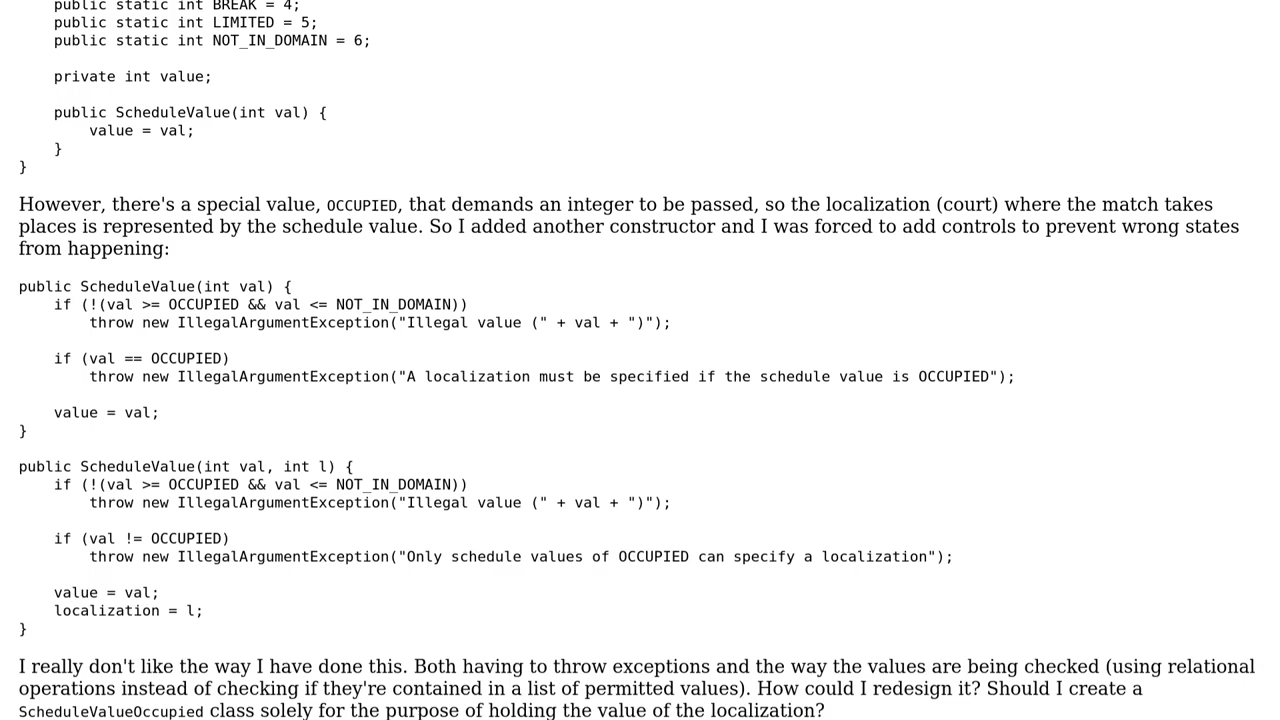 public static int BREAK = 4;
public static int LIMITED = 5;
public static int NOT_IN_DOMAIN = 6;
private int value;
public ScheduleValue(int val) {
value = val;
}
}
However, there's a special value, OCCUPIED, that demands an integer to be passed, so the localization (court) where the match takes
places is represented by the schedule value. So I added another constructor and I was forced to add controls to prevent wrong states
from happening:
public ScheduleValue(int val) {
if (!(val >= OCCUPIED && val <= NOT_IN_DOMAIN))
throw new IllegalArgumentException("Illegal value (" + val + ")");
if (val == OCCUPIED)
throw new IllegalArgumentException("A localization must be specified if the schedule value is OCCUPIED");
value = val;
}
public ScheduleValue(int val, int l) {
if (!(val >= OCCUPIED && val <= NOT_IN_DOMAIN))
throw new IllegalArgumentException("Illegal value (" + val + ")");
if (val != OCCUPIED)
throw new IllegalArgumentException("Only schedule values of OCCUPIED can specify a localization");
value = val;
localization = l;
}
I really don't like the way I have done this. Both having to throw exceptions and the way the values are being checked (using relational
operations instead of checking if they're contained in a list of permitted values). How could I redesign it? Should I create a
ScheduleValueOccupied class solely for the purpose of holding the value of the localization?